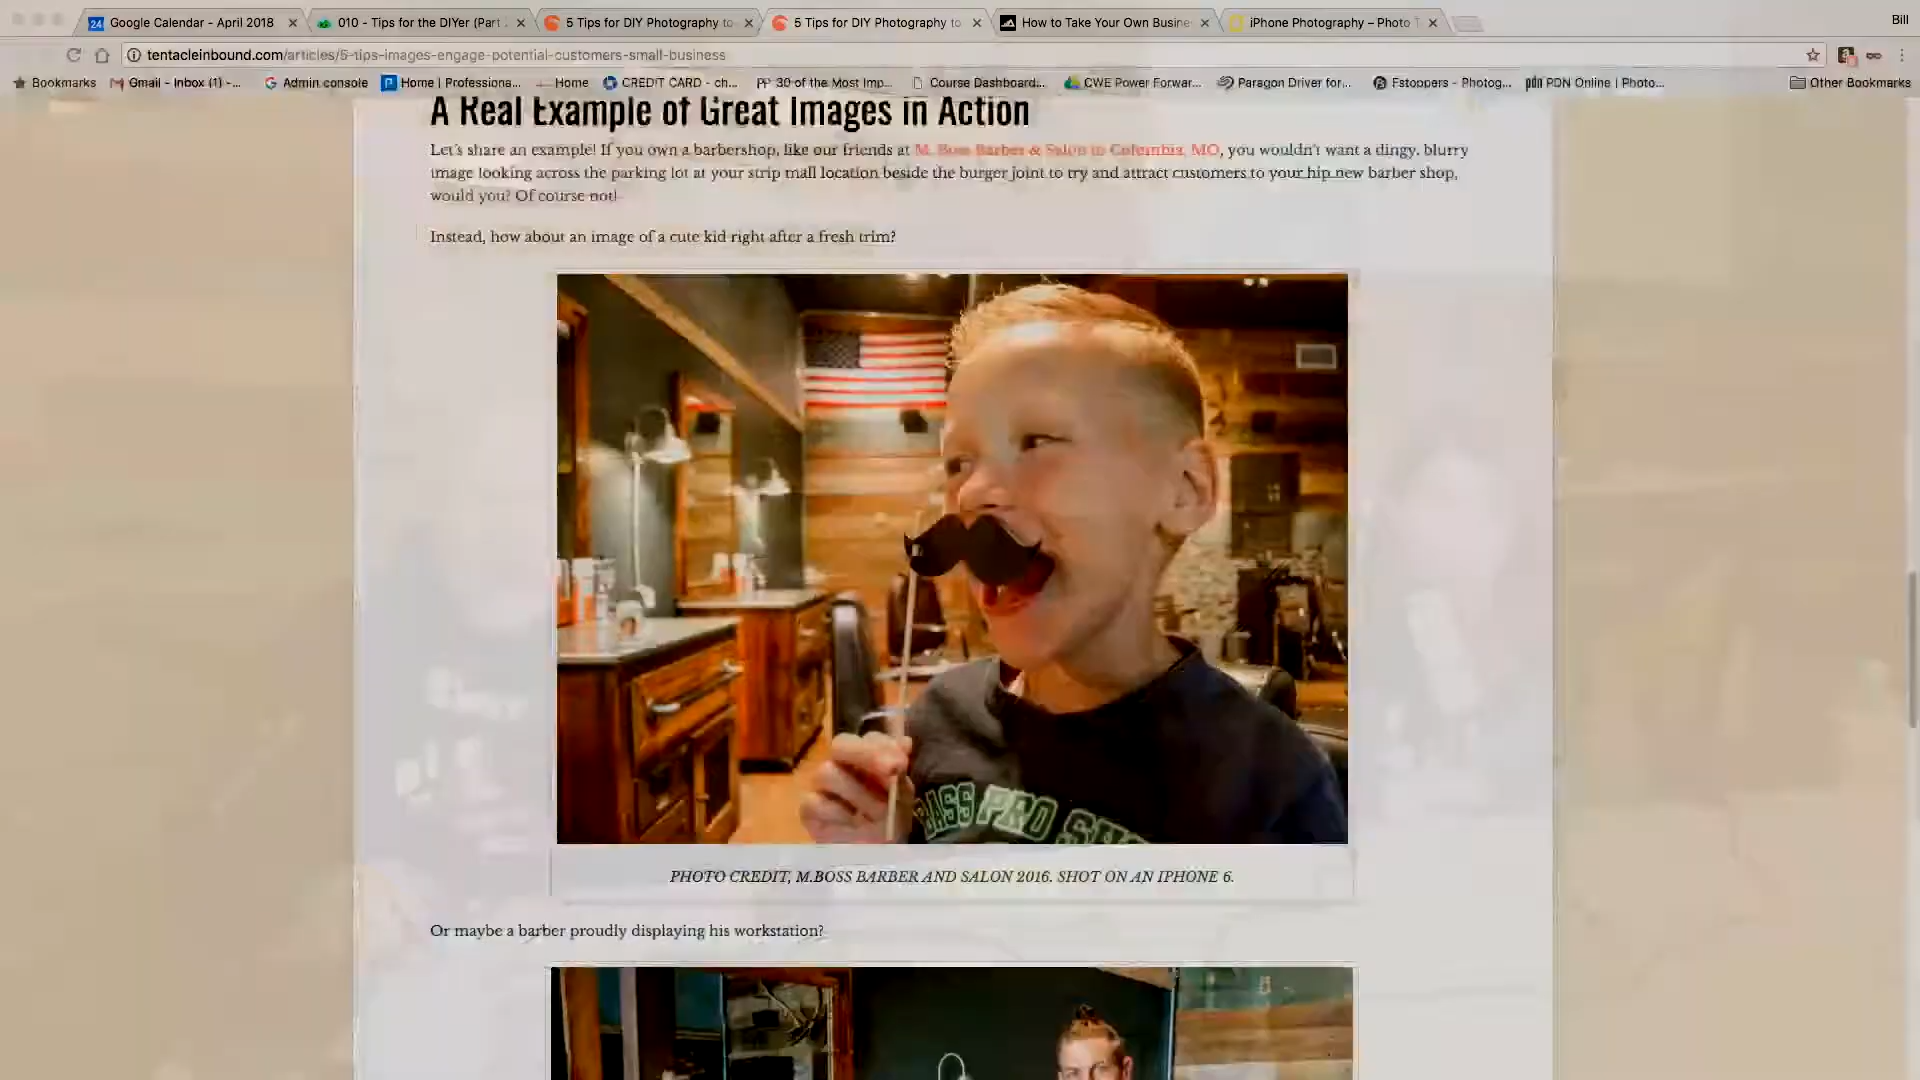 Google Calendar - April 2018
010 - Tips for the DIYer (Part
5 Tips for DIY Photography to
5 Tips for DIY Photography to
How to Take Your Own Busine
iPhone Photography – Photo T
Bill
tentacleinbound.com/articles/5-tips-images-engage-potential-customers-small-business
Bookmarks
Gmail - Inbox (1) -...
Admin console
Home | Professiona...
Home
CREDIT CARD - ch...
30 of the Most Imp...
Course Dashboard...
CWE Power Forwar...
Paragon Driver for...
Fstoppers - Photog...
PDN Online | Photo...
Other Bookmarks
A Real Example of Great Images in Action
Let's share an example! If you own a barbershop, like our friends at M. Boss Barber & Salon in Columbia, MO, you wouldn't want a dingy, blurry
image looking across the parking lot at your strip mall location beside the burger joint to try and attract customers to your hip new barber shop,
would you? Of course not!
Instead, how about an image of a cute kid right after a fresh trim?
BASS PRO
PHOTO CREDIT, M.BOSS BARBER AND SALON 2016. SHOT ON AN IPHONE 6.
Or maybe a barber proudly displaying his workstation?